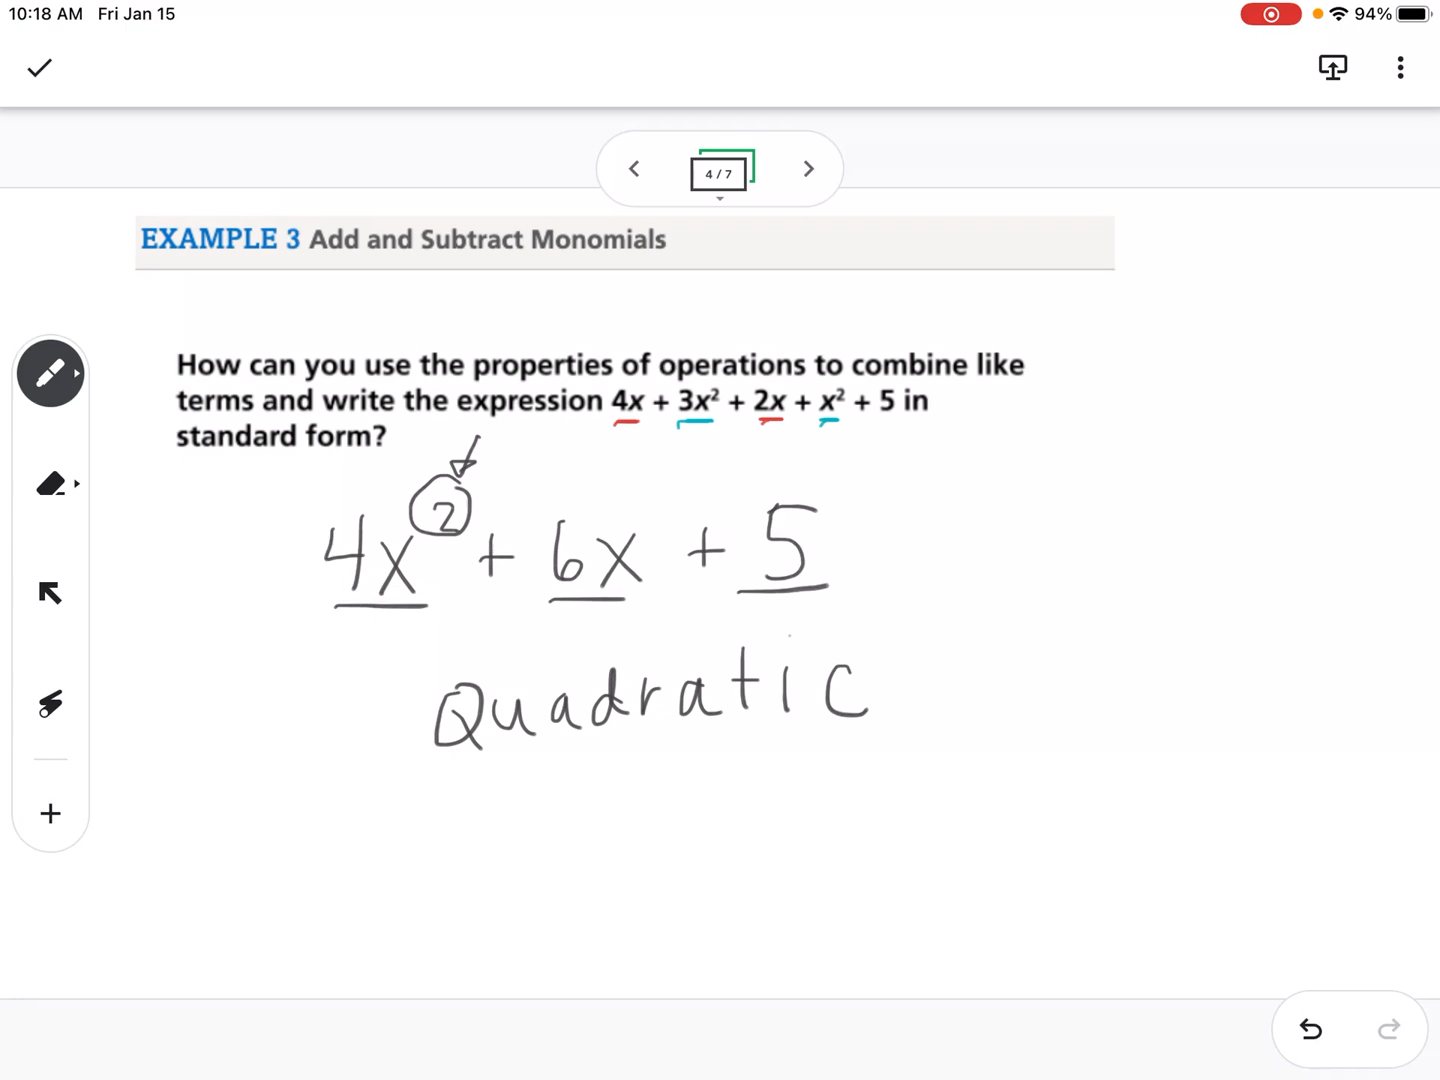 10:18 AM Fri Jan 15
94%
4 / 7
EXAMPLE 3 Add and Subtract Monomials
How can you use the properties of operations to combine like
terms and write the expression 4x + 3x² + 2x + x² + 5 in
standard form?
4x² + 6x + 5
Quadratic